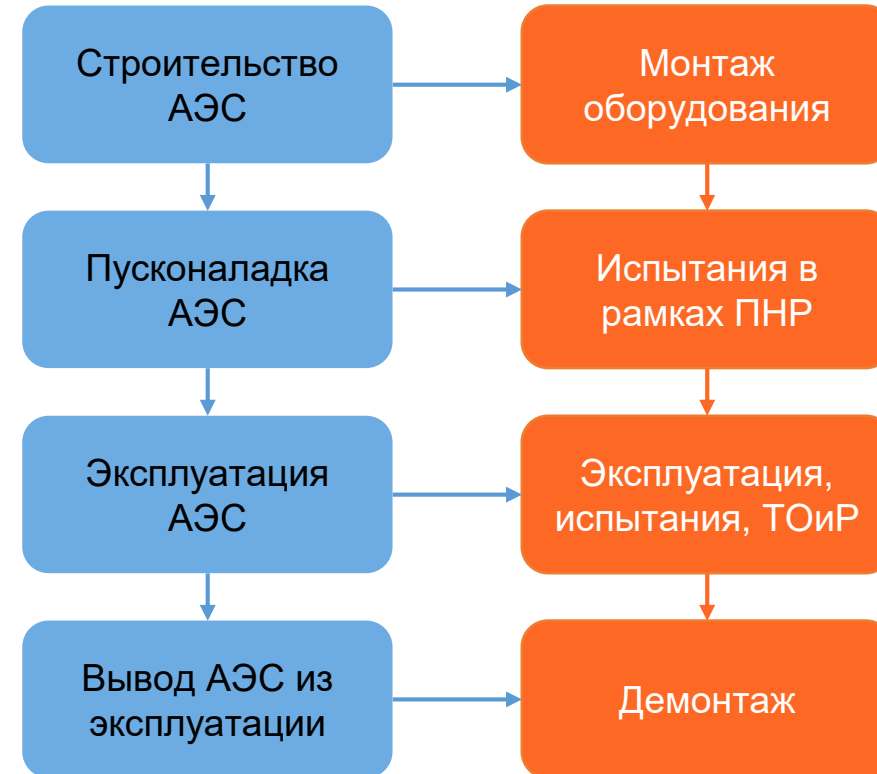 Строительство
АЭС
Монтаж
оборудования
Пусконаладка
АЭС
Испытания в
рамках ПНР
Эксплуатация
АЭС
Эксплуатация,
испытания, ТОиР
Вывод АЭС из
эксплуатации
Демонтаж